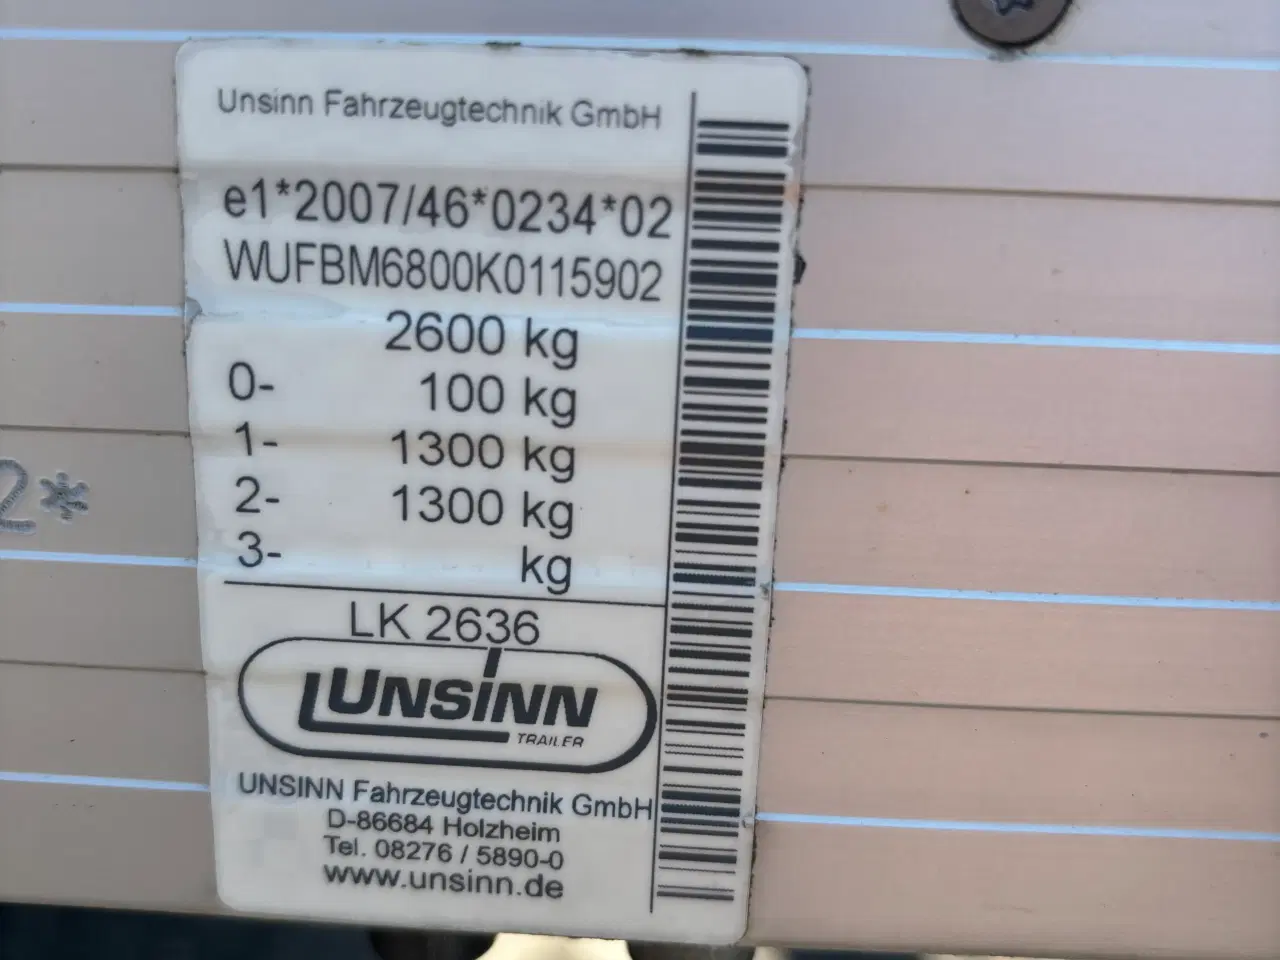 Unsinn Fahrzeugtechnik GmbH
e1*2007/46*0234*02
WUFBM6800K0115902
2600 kg
0- 100 kg
1- 1300 kg
2- 1300 kg
3- kg
LK 2636
UNSINN
TRAILER
UNSINN Fahrzeugtechnik GmbH
D-86684 Holzheim
Tel. 08276 / 5890-0
www.unsinn.de
2*